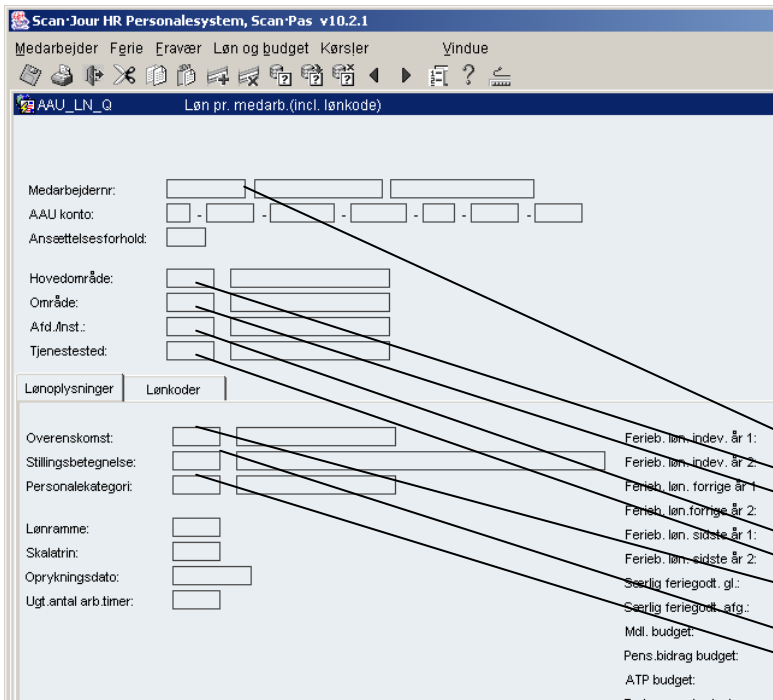 Scan·Jour HR Personalesystem, Scan·Pas v10.2.1
Medarbejder Ferie Fravær Løn og budget Kørsler Vindue
AAU_LN_Q Løn pr. medarb.(incl. lønkode)
Medarbejdernr:
AAU konto:
Ansættelsesforhold:
Hovedområde:
Område:
Afd./Inst.:
Tjenestested:
Lønoplysninger Lønkoder
Overenskomst:
Stillingsbetegnelse:
Personalekategori:
Lønramme:
Skalatrin:
Oprykningsdato:
Ugt.antal arb.timer:
Ferieb. løn. indev. år 1:
Ferieb. løn. indev. år 2:
Ferieb. løn. forrige år 1
Ferieb. løn.forrige år 2:
Ferieb. løn. sidste år 1:
Ferieb. løn. sidste år 2:
Særlig feriegodt. gl.:
Særlig feriegodt. afg.:
Mdl. budget:
Pens.bidrag budget:
ATP budget: